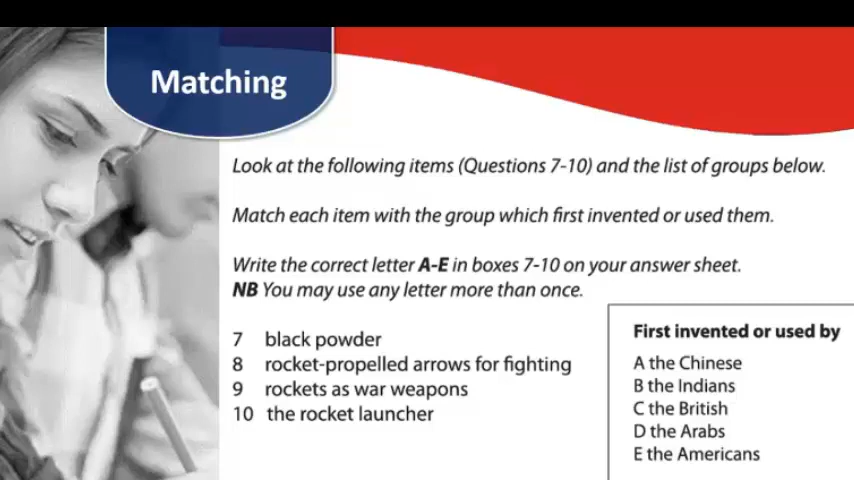 Matching
Look at the following items (Questions 7-10) and the list of groups below.
Match each item with the group which first invented or used them.
Write the correct letter A-E in boxes 7-10 on your answer sheet.
NB You may use any letter more than once.
7 black powder
8 rocket-propelled arrows for fighting
9 rockets as war weapons
10 the rocket launcher
First invented or used by
A the Chinese
B the Indians
C the British
D the Arabs
E the Americans